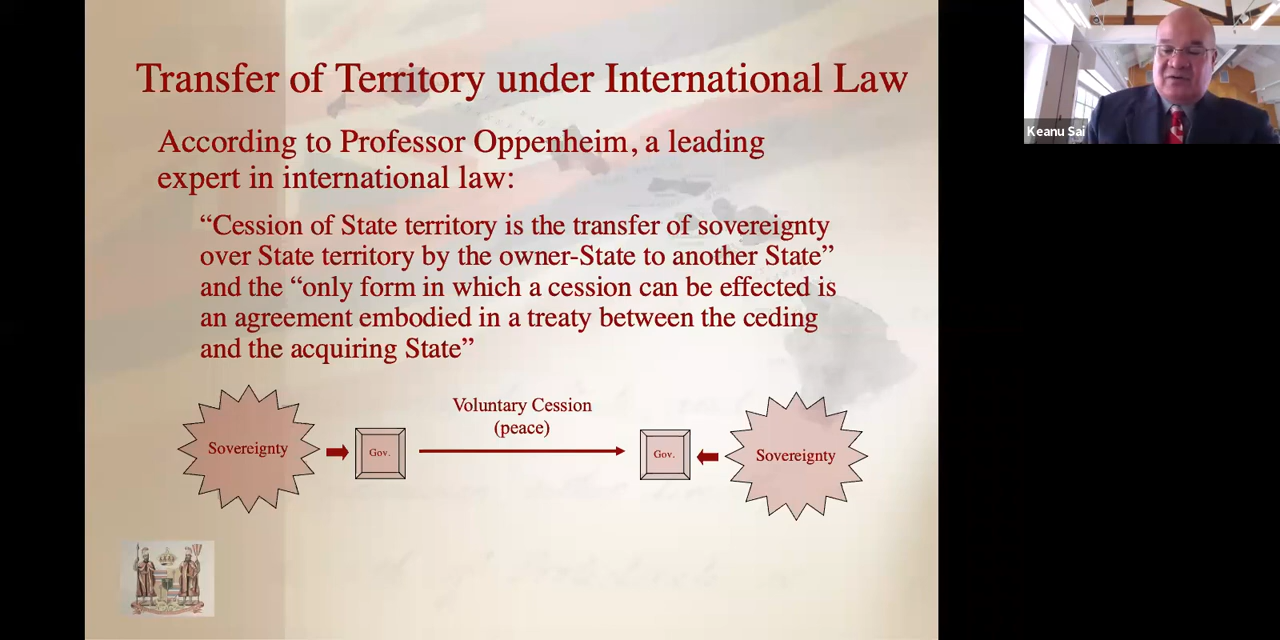 Transfer of Territory under International Law
According to Professor Oppenheim, a leading
expert in international law:
“Cession of State territory is the transfer of sovereignty
over State territory by the owner-State to another State”
and the “only form in which a cession can be effected is
an agreement embodied in a treaty between the ceding
and the acquiring State”
Voluntary Cession
(peace)
Sovereignty
Gov.
Gov.
Sovereignty
Keanu Sai